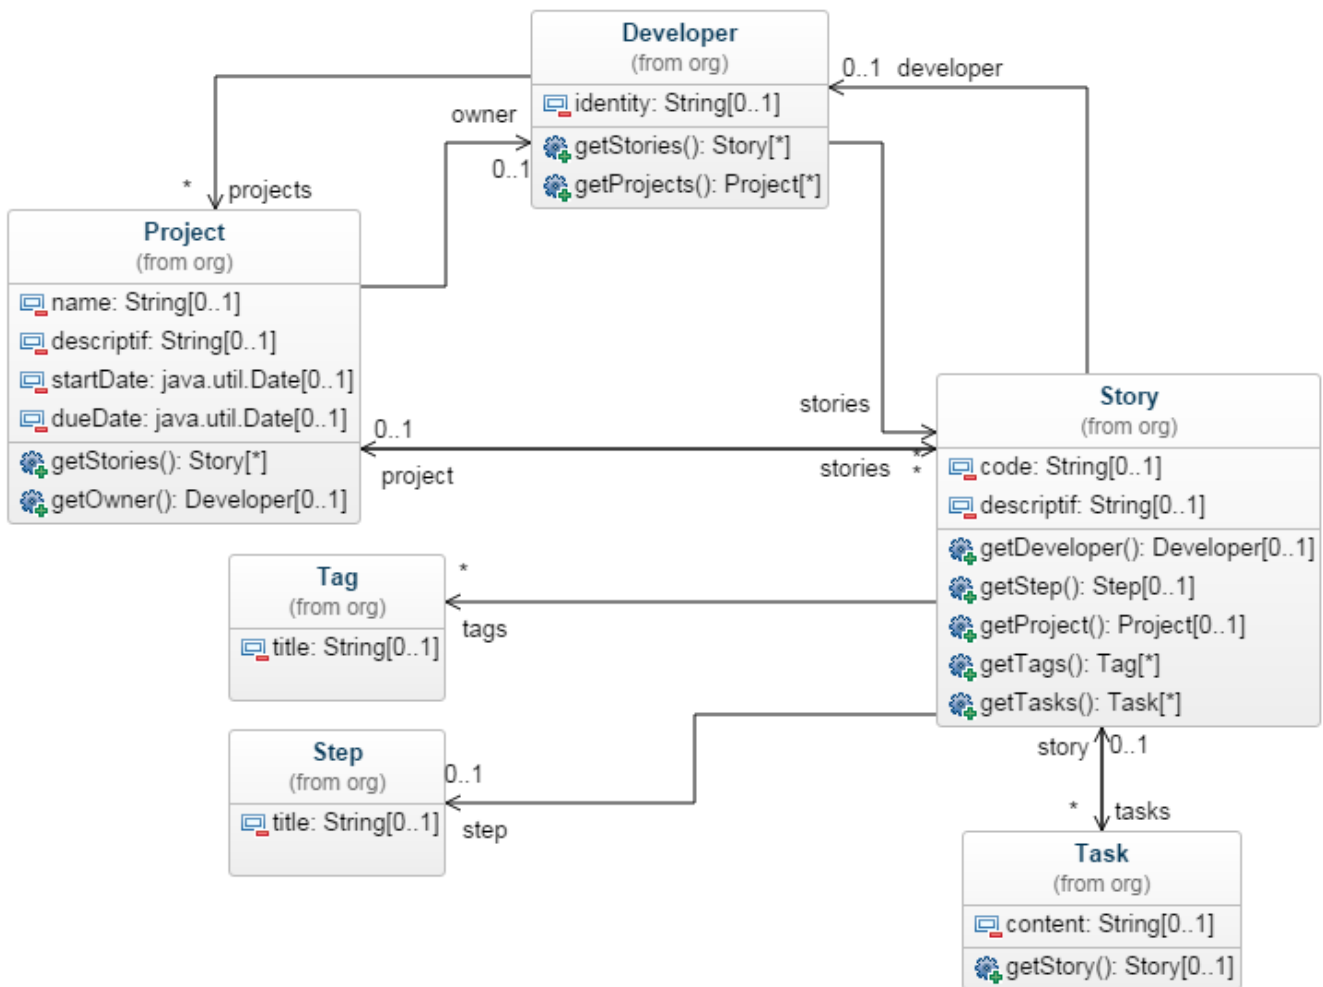 Developer
(from org)
identity: String[0..1]
getStories(): Story[*]
getProjects(): Project[*]
0..1 developer
owner
0..1
* projects
Project
(from org)
name: String[0..1]
descriptif: String[0..1]
startDate: java.util.Date[0..1]
dueDate: java.util.Date[0..1]
getStories(): Story[*]
getOwner(): Developer[0..1]
0..1
project
stories
*
stories
*
Story
(from org)
code: String[0..1]
descriptif: String[0..1]
getDeveloper(): Developer[0..1]
getStep(): Step[0..1]
getProject(): Project[0..1]
getTags(): Tag[*]
getTasks(): Task[*]
Tag
(from org)
title: String[0..1]
*
tags
Step
(from org)
title: String[0..1]
0..1
step
story 0..1
* tasks
Task
(from org)
content: String[0..1]
getStory(): Story[0..1]